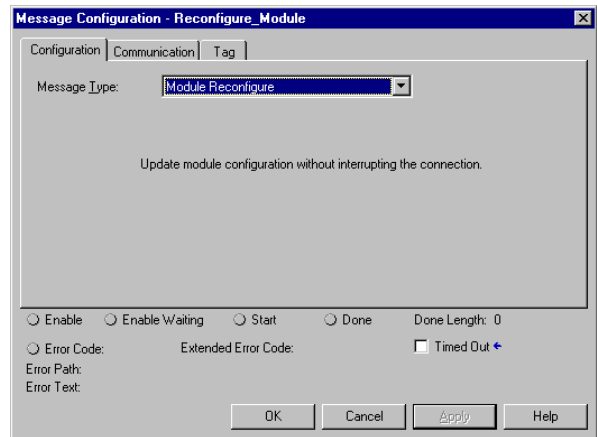 Message Configuration - Reconfigure_Module
Configuration Communication Tag
Message Type: Module Reconfigure
Update module configuration without interrupting the connection.
Enable Enable Waiting Start Done Done Length: 0
Error Code: Extended Error Code: Timed Out
Error Path:
Error Text:
OK Cancel Apply Help